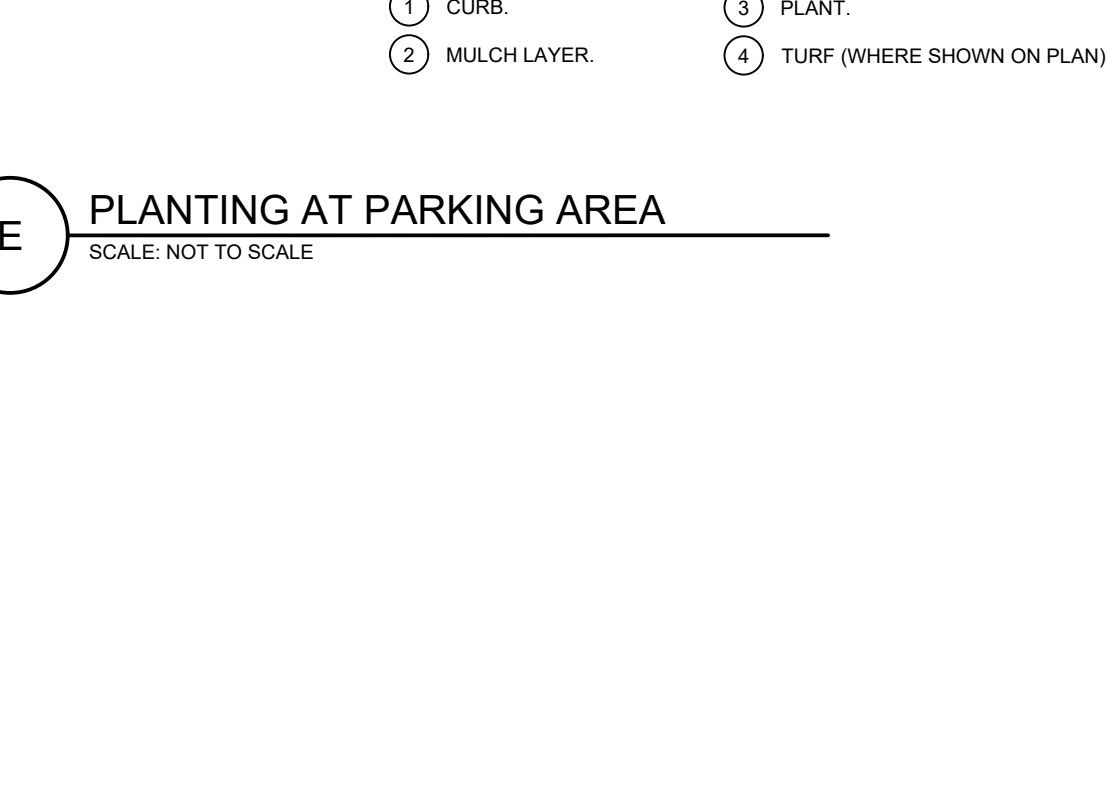 1 CURB. 3 PLANT.
2 MULCH LAYER. 4 TURF (WHERE SHOWN ON PLAN)
E PLANTING AT PARKING AREA
SCALE: NOT TO SCALE